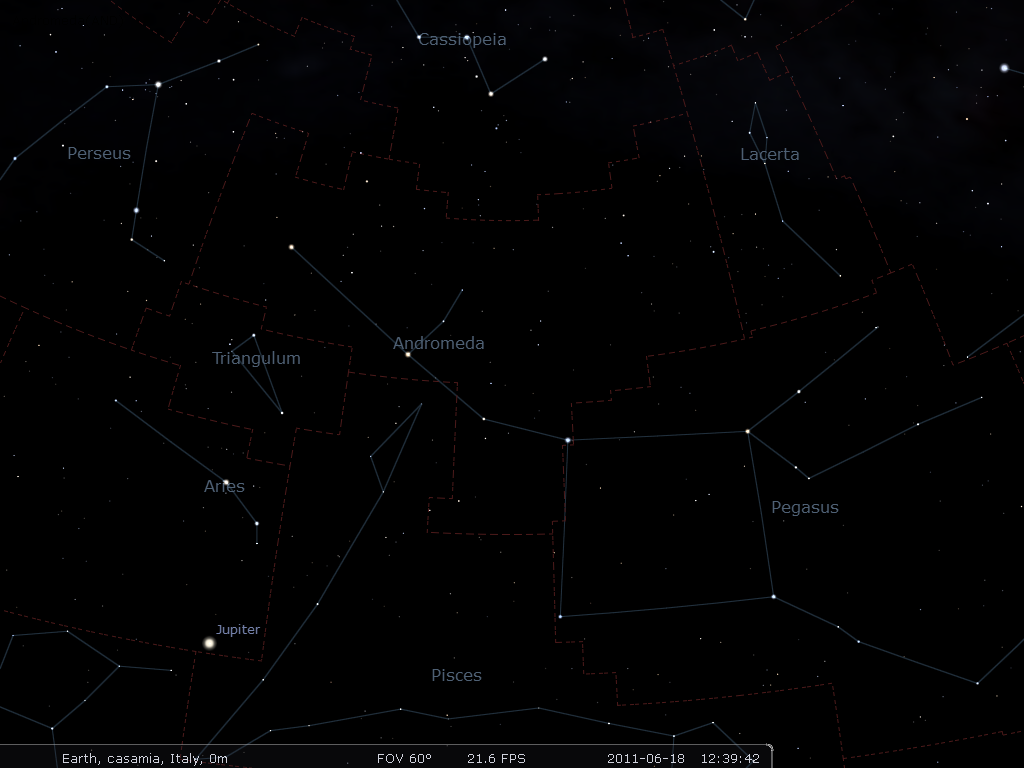 Cassiopeia
Perseus
Lacerta
Andromeda
Triangulum
Aries
Pegasus
Jupiter
Pisces
Earth, casamia, Italy, 0m FOV 60° 21.6 FPS 2011-06-18 12:39:42